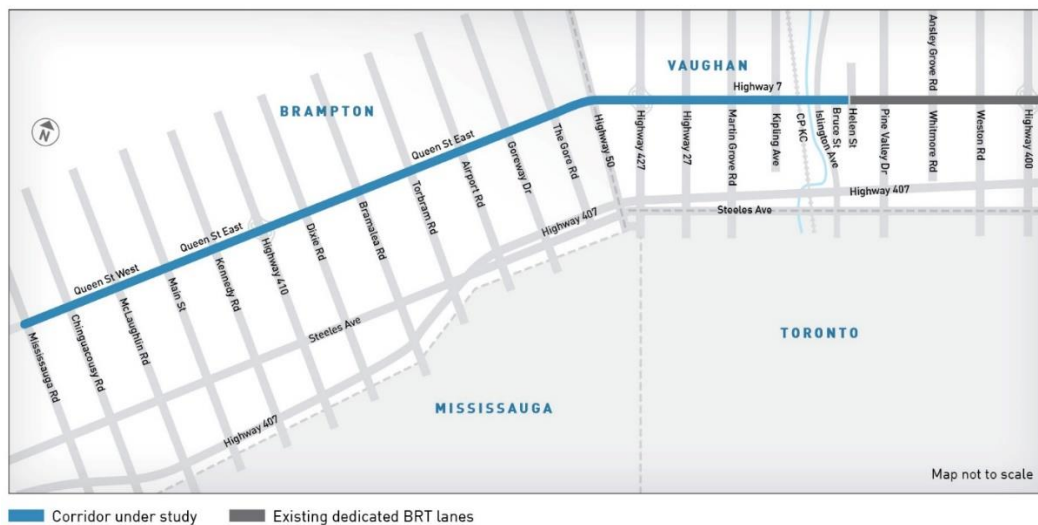 BRAMPTON
VAUGHAN
Highway 7
Queen St East
Queen St East
Queen St West
Mississauga Rd
Chinguacousy Rd
McLaughlin Rd
Main St
Kennedy Rd
Highway 410
Dixie Rd
Bramalea Rd
Torbram Rd
Airport Rd
Goreway Dr
The Gore Rd
Highway 50
Highway 427
Highway 27
Martin Grove Rd
Kipling Ave
CP KC
Islington Ave
Bruce St
Helen St
Pine Valley Dr
Ansley Grove Rd
Whitmore Rd
Weston Rd
Highway 400
Highway 407
Steeles Ave
Highway 407
Steeles Ave
Highway 407
N
TORONTO
MISSISSAUGA
Map not to scale
Corridor under study
Existing dedicated BRT lanes